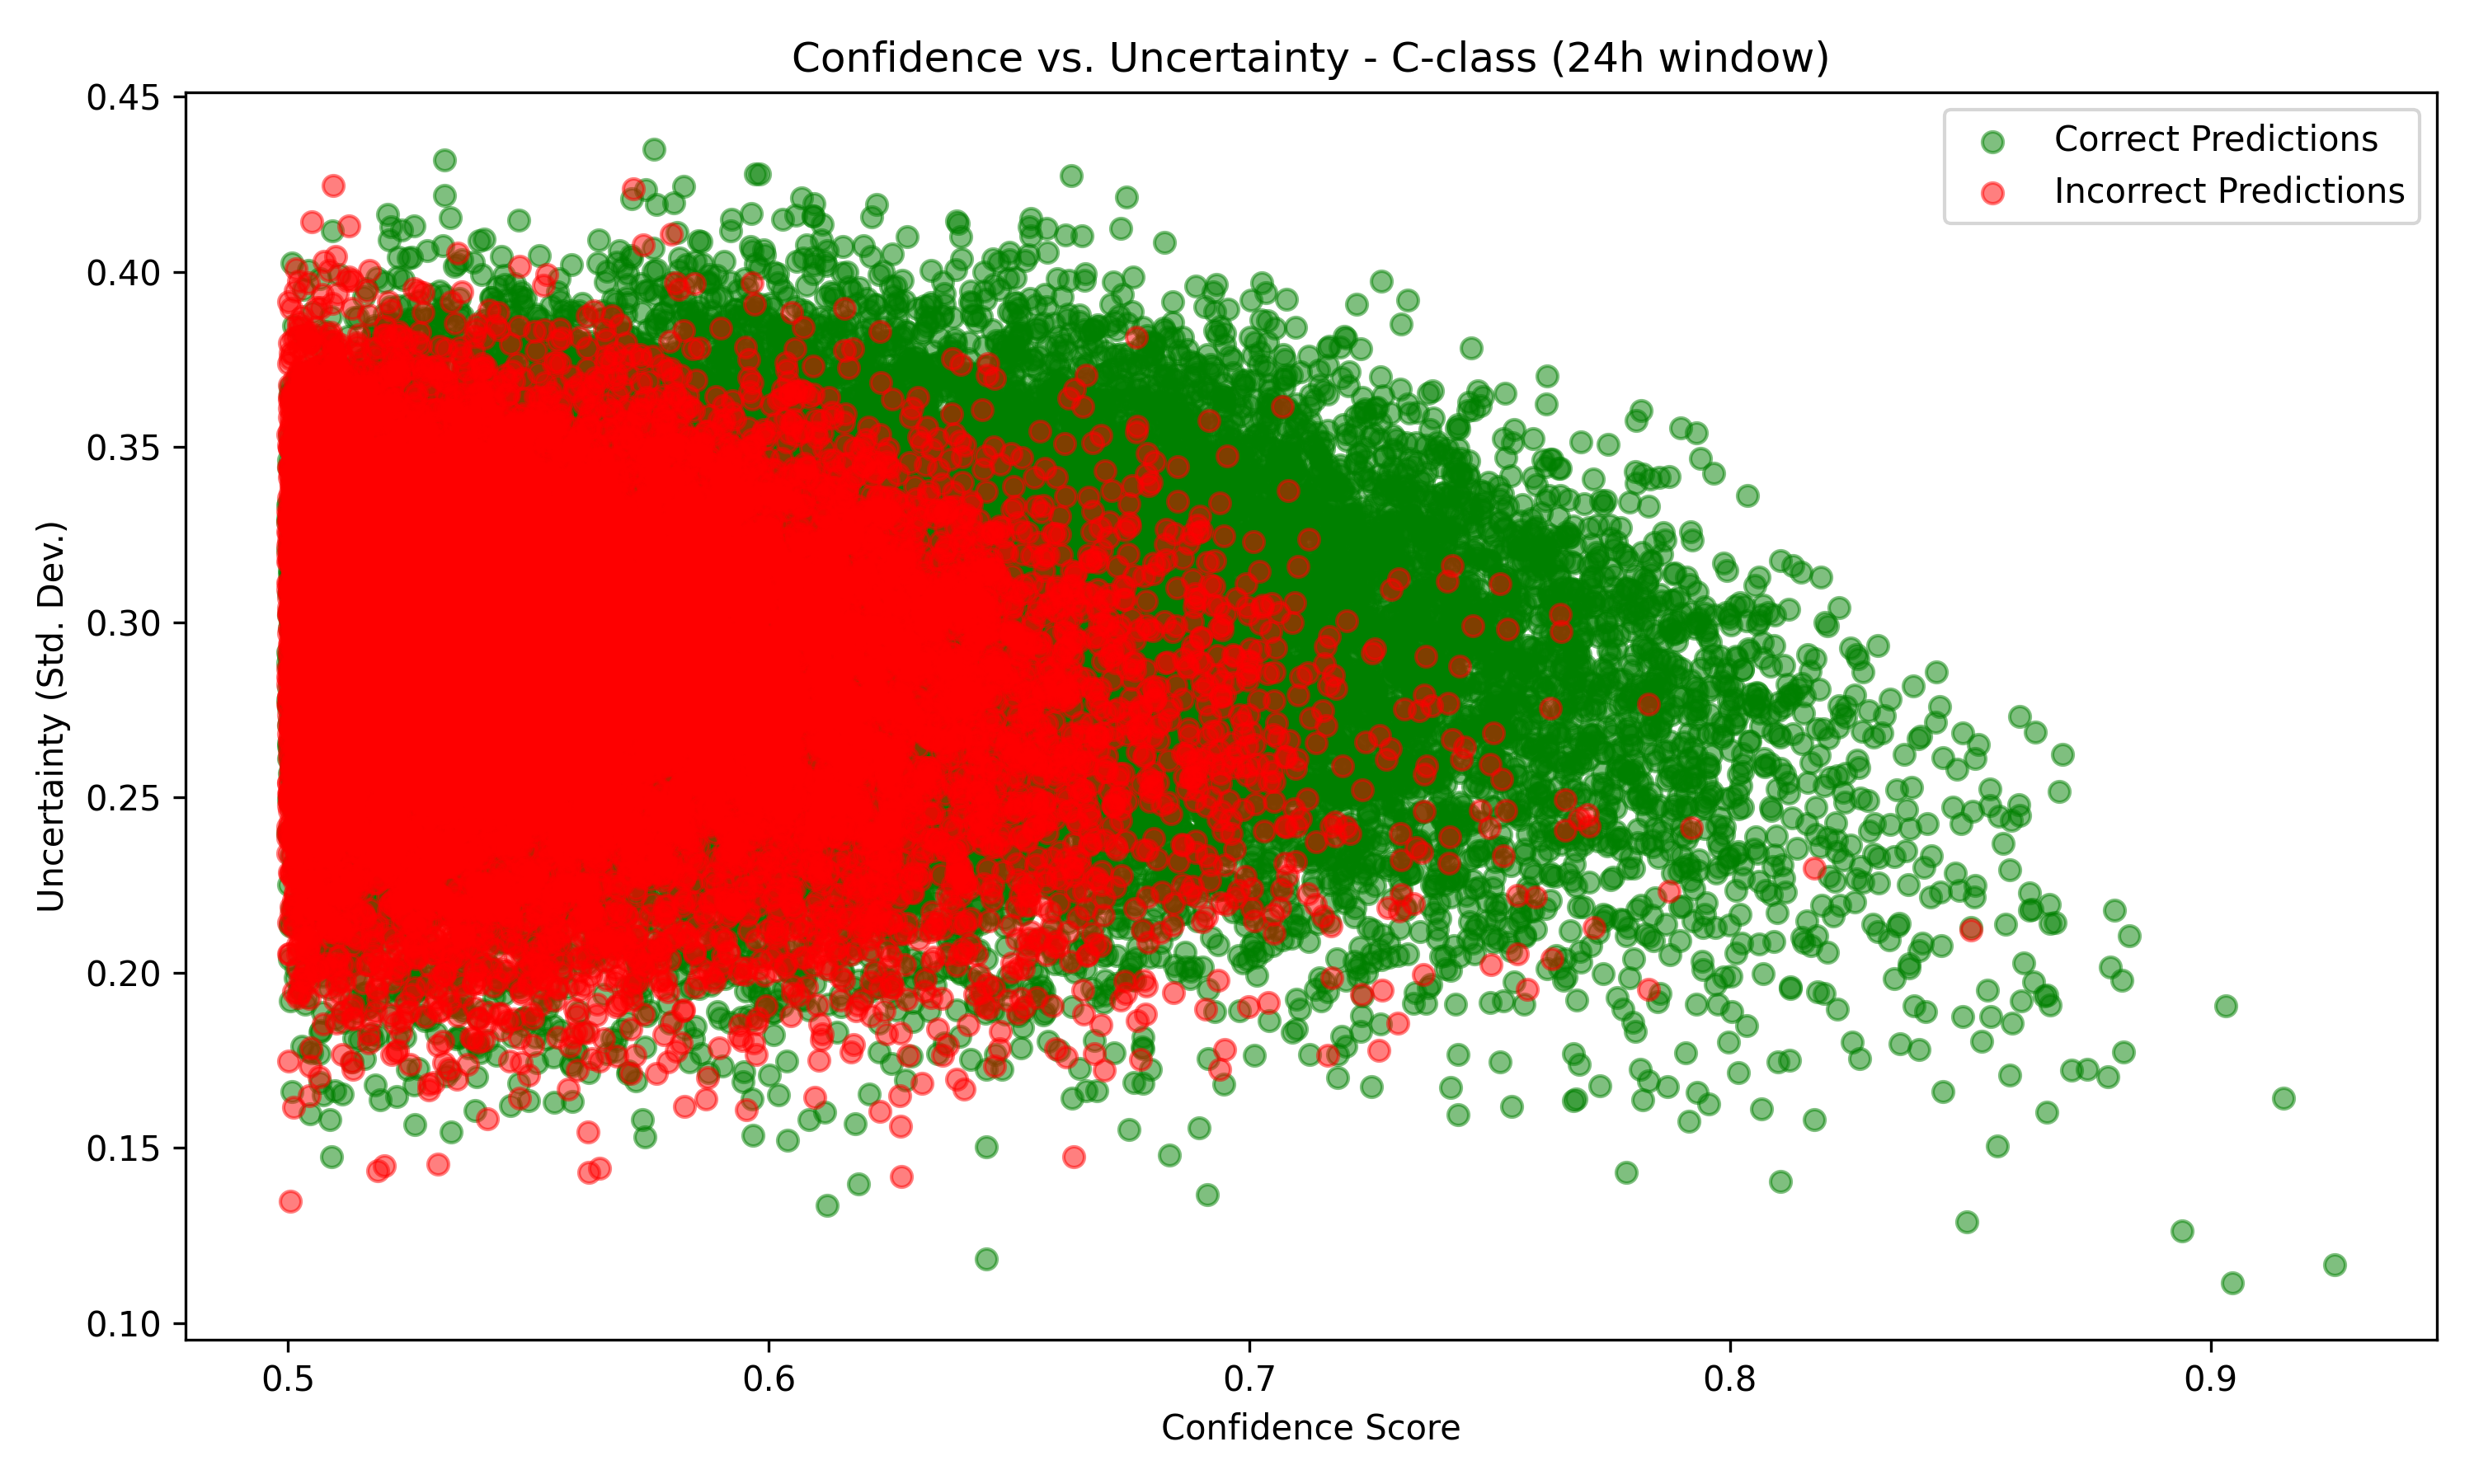 Confidence vs. Uncertainty - C-class (24h window)
Correct Predictions
Incorrect Predictions
Uncertainty (Std. Dev.)
0.45
0.40
0.35
0.30
0.25
0.20
0.15
0.10
0.5 0.6 0.7 0.8 0.9
Confidence Score